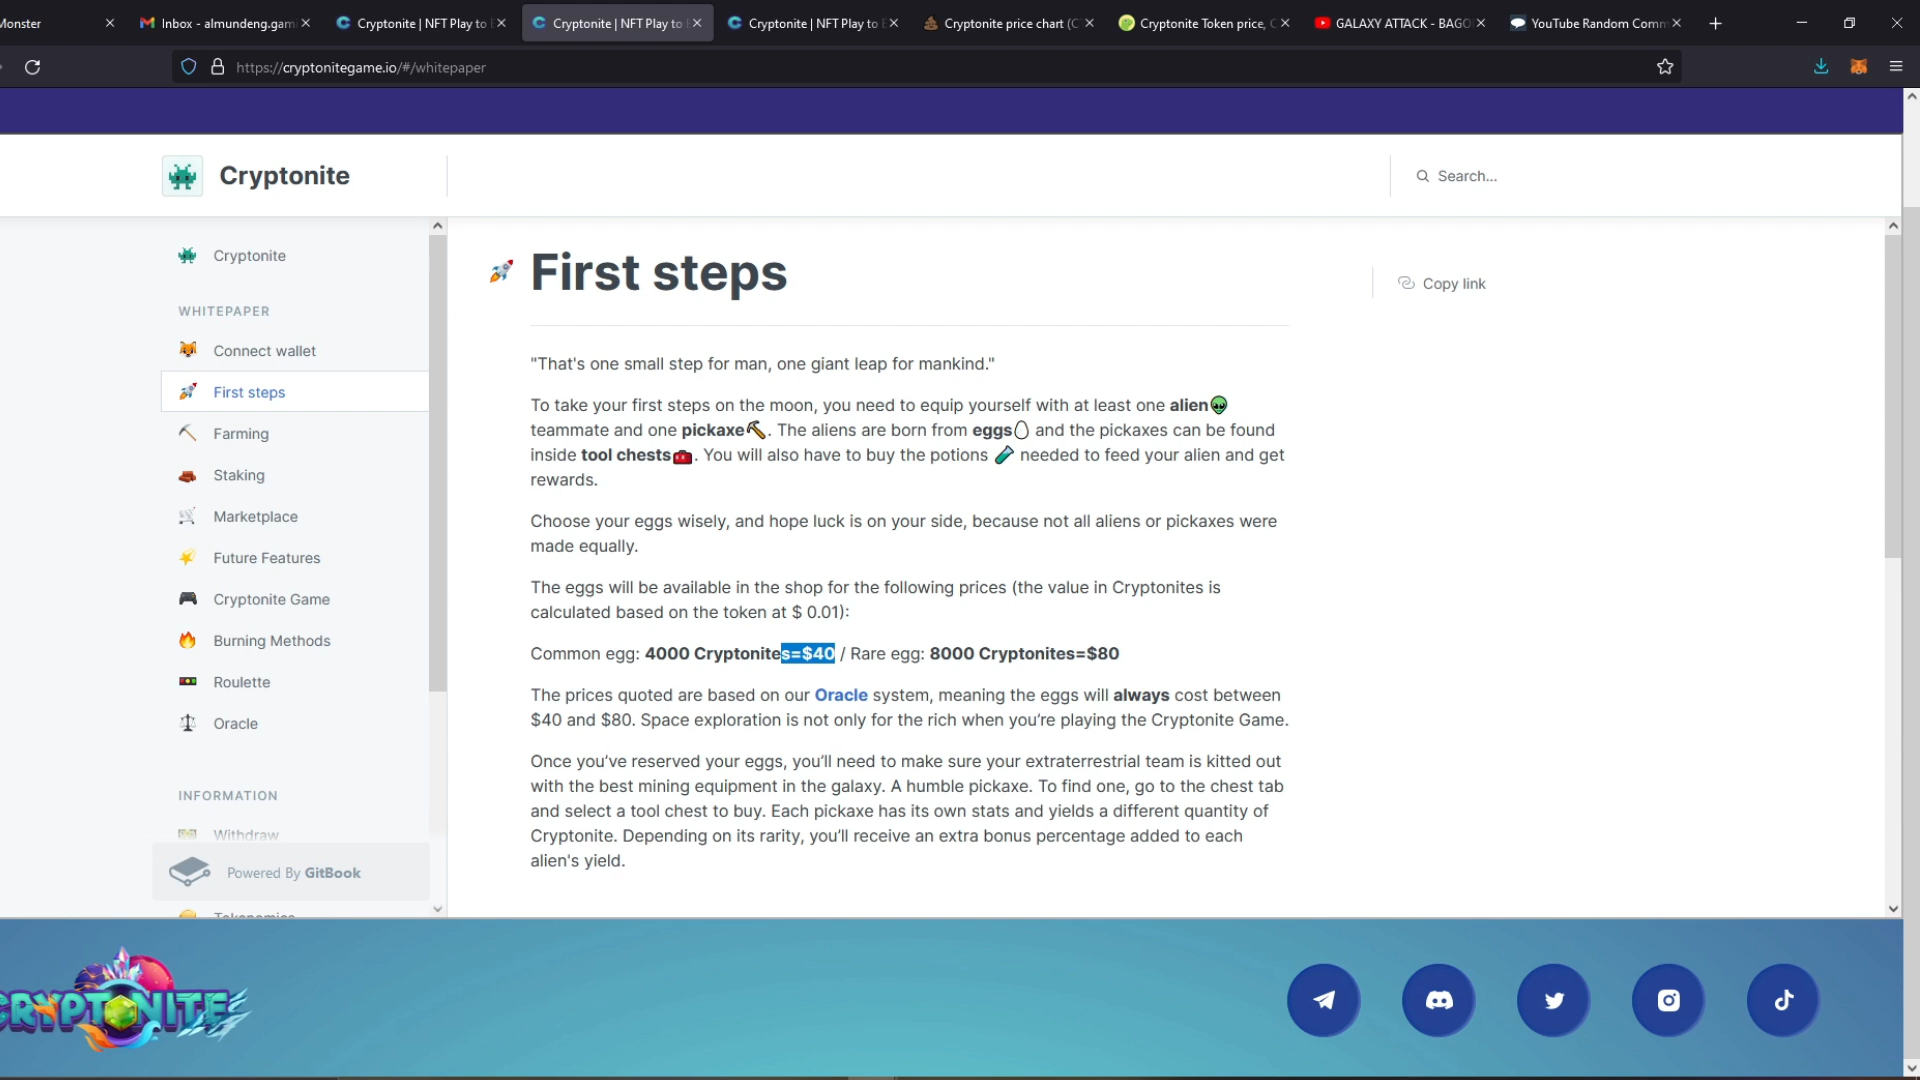 onster
Inbox - almundeng.gam
Cryptonite | NFT Play to E
Cryptonite | NFT Play to E
Cryptonite | NFT Play to E
Cryptonite price chart (C
Cryptonite Token price, C
GALAXY ATTACK - BAGO
YouTube Random Comm
https://cryptonitegame.io/#/whitepaper
Cryptonite
Search...
Cryptonite
WHITEPAPER
Connect wallet
First steps
Farming
Staking
Marketplace
Future Features
Cryptonite Game
Burning Methods
Roulette
Oracle
INFORMATION
Withdraw
Powered By GitBook
Tokenomics
First steps
Copy link
"That's one small step for man, one giant leap for mankind."
To take your first steps on the moon, you need to equip yourself with at least one alien👽
teammate and one pickaxe⛏. The aliens are born from eggs🥚 and the pickaxes can be found
inside tool chests🧰. You will also have to buy the potions 🧪 needed to feed your alien and get
rewards.
Choose your eggs wisely, and hope luck is on your side, because not all aliens or pickaxes were
made equally.
The eggs will be available in the shop for the following prices (the value in Cryptonites is
calculated based on the token at $ 0.01):
Common egg: 4000 Cryptonites=$40 / Rare egg: 8000 Cryptonites=$80
The prices quoted are based on our Oracle system, meaning the eggs will always cost between
$40 and $80. Space exploration is not only for the rich when you’re playing the Cryptonite Game.
Once you’ve reserved your eggs, you’ll need to make sure your extraterrestrial team is kitted out
with the best mining equipment in the galaxy. A humble pickaxe. To find one, go to the chest tab
and select a tool chest to buy. Each pickaxe has its own stats and yields a different quantity of
Cryptonite. Depending on its rarity, you’ll receive an extra bonus percentage added to each
alien's yield.
CRYPTONITE